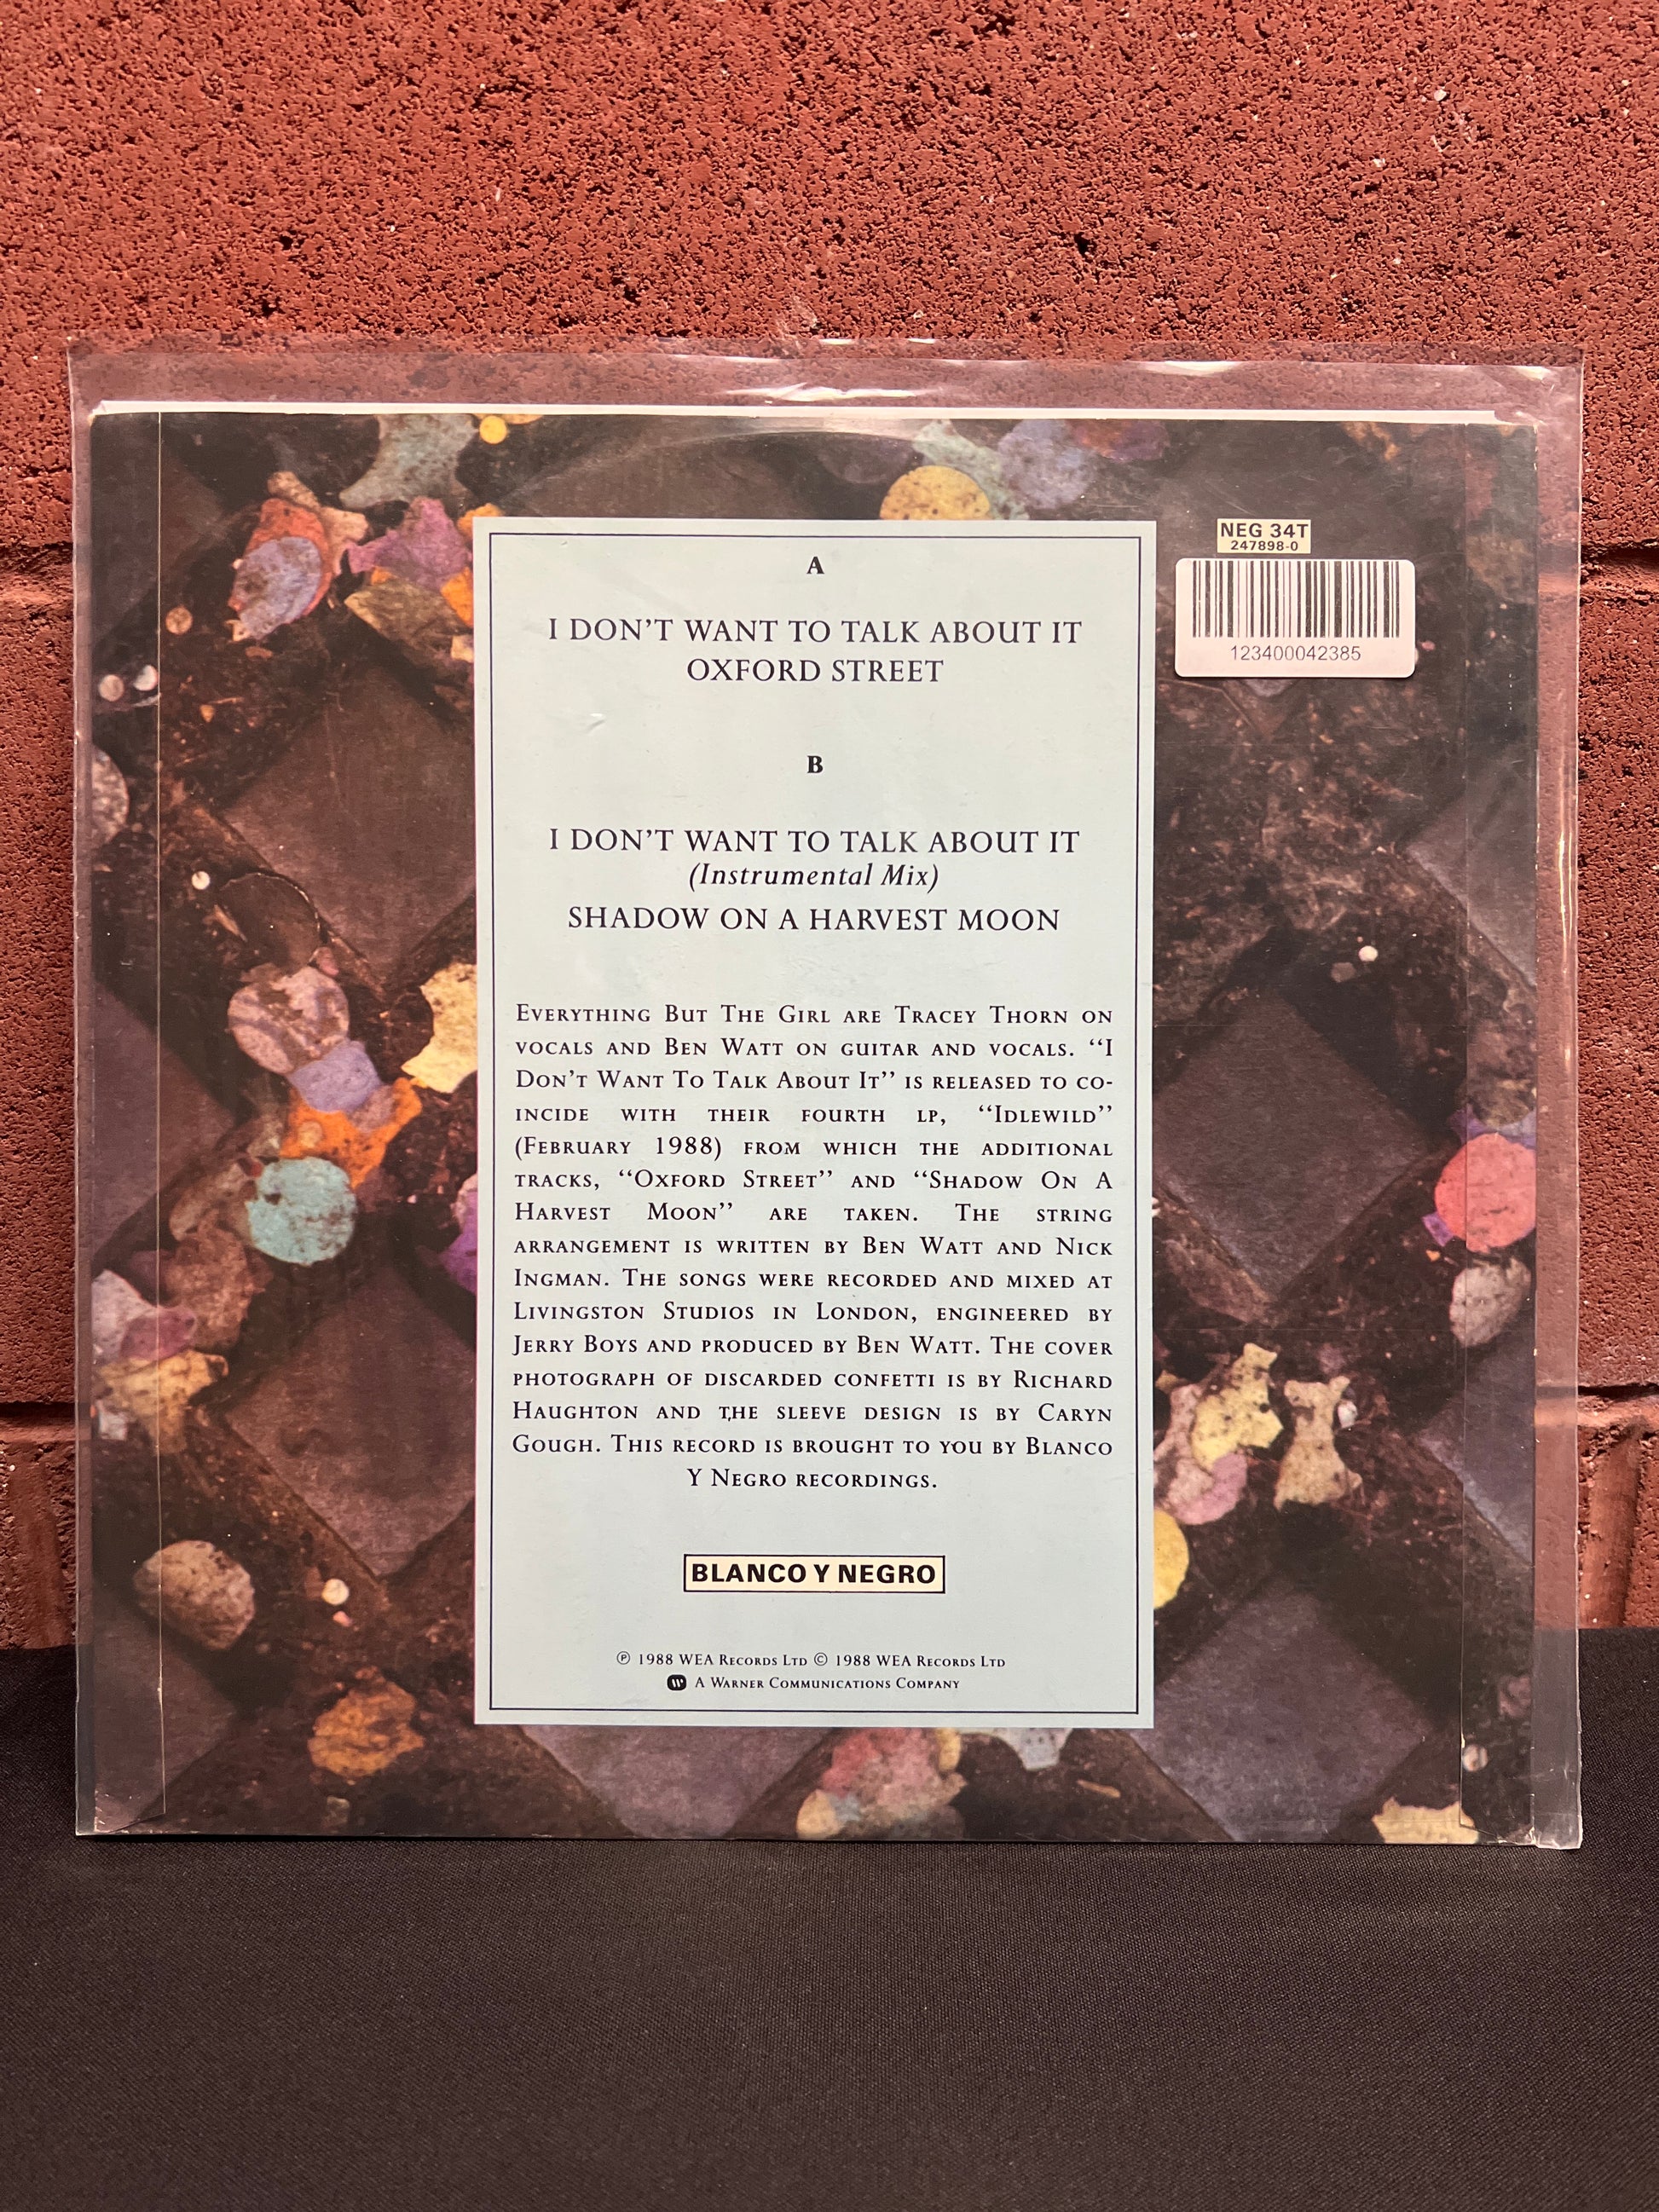 NEG 34T
247898-0
123400042385
A
I DON'T WANT TO TALK ABOUT IT
OXFORD STREET
B
I DON'T WANT TO TALK ABOUT IT
(Instrumental Mix)
SHADOW ON A HARVEST MOON
EVERYTHING BUT THE GIRL ARE TRACEY THORN ON
VOCALS AND BEN WATT ON GUITAR AND VOCALS. “I
DON'T WANT TO TALK ABOUT IT” IS RELEASED TO CO-
INCIDE WITH THEIR FOURTH LP, “IDLEWILD”
(FEBRUARY 1988) FROM WHICH THE ADDITIONAL
TRACKS, “OXFORD STREET” AND “SHADOW ON A
HARVEST MOON” ARE TAKEN. THE STRING
ARRANGEMENT IS WRITTEN BY BEN WATT AND NICK
INGMAN. THE SONGS WERE RECORDED AND MIXED AT
LIVINGSTON STUDIOS IN LONDON, ENGINEERED BY
JERRY BOYS AND PRODUCED BY BEN WATT. THE COVER
PHOTOGRAPH OF DISCARDED CONFETTI IS BY RICHARD
HAUGHTON AND THE SLEEVE DESIGN IS BY CARYN
GOUGH. THIS RECORD IS BROUGHT TO YOU BY BLANCO
Y NEGRO RECORDINGS.
BLANCO Y NEGRO
℗ 1988 WEA RECORDS LTD © 1988 WEA RECORDS LTD
A WARNER COMMUNICATIONS COMPANY